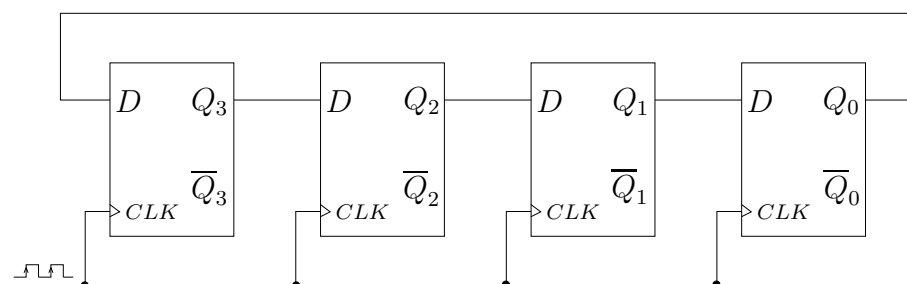 D Q₃ D Q₂ D Q₁ D Q₀
Q̅₃ Q̅₂ Q̅₁ Q̅₀
CLK CLK CLK CLK